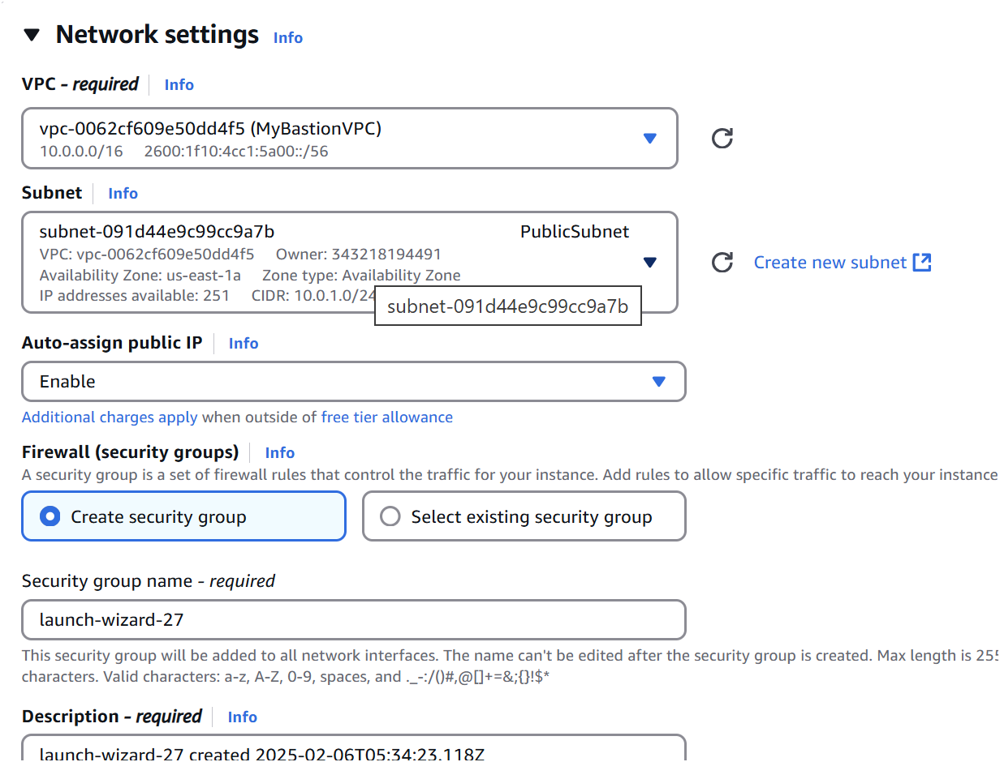 Network settings Info
VPC - required Info
vpc-0062cf609e50dd4f5 (MyBastionVPC)
10.0.0.0/16 2600:1f10:4cc1:5a00::/56
Subnet Info
subnet-091d44e9c99cc9a7b PublicSubnet
VPC: vpc-0062cf609e50dd4f5 Owner: 343218194491
Availability Zone: us-east-1a Zone type: Availability Zone
IP addresses available: 251 CIDR: 10.0.1.0/24
Create new subnet
subnet-091d44e9c99cc9a7b
Auto-assign public IP Info
Enable
Additional charges apply when outside of free tier allowance
Firewall (security groups) Info
A security group is a set of firewall rules that control the traffic for your instance. Add rules to allow specific traffic to reach your instance
Create security group Select existing security group
Security group name - required
launch-wizard-27
This security group will be added to all network interfaces. The name can't be edited after the security group is created. Max length is 255
characters. Valid characters: a-z, A-Z, 0-9, spaces, and ._-:/()#,@[]+=&;{}!$*
Description - required Info
launch-wizard-27 created 2025-02-06T05:34:23.118Z